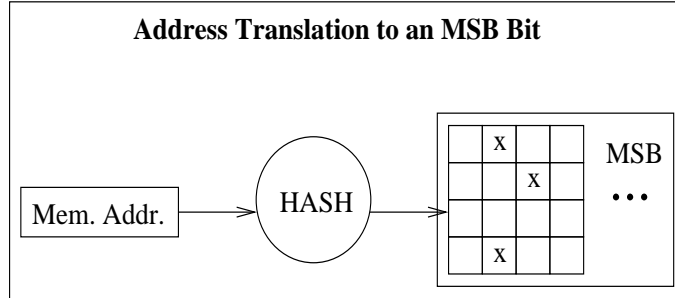 Address Translation to an MSB Bit
Mem. Addr.
HASH
x
x
x
MSB
•••